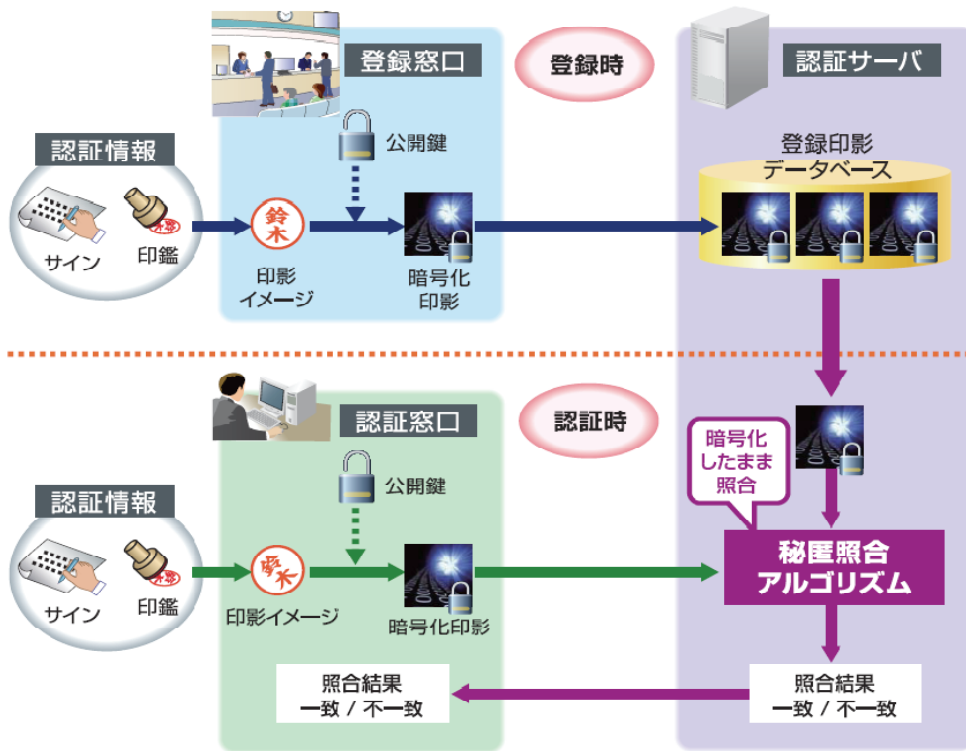 登録窓口
登録時
認証サーバ
認証情報
公開鍵
登録印影
データベース
鈴木
サイン
印鑑
印影
イメージ
暗号化
印影
認証窓口
認証時
暗号化
したまま
照合
認証情報
公開鍵
秘匿照合
アルゴリズム
鈴木
サイン
印鑑
印影イメージ
暗号化印影
照合結果
一致 / 不一致
照合結果
一致 / 不一致